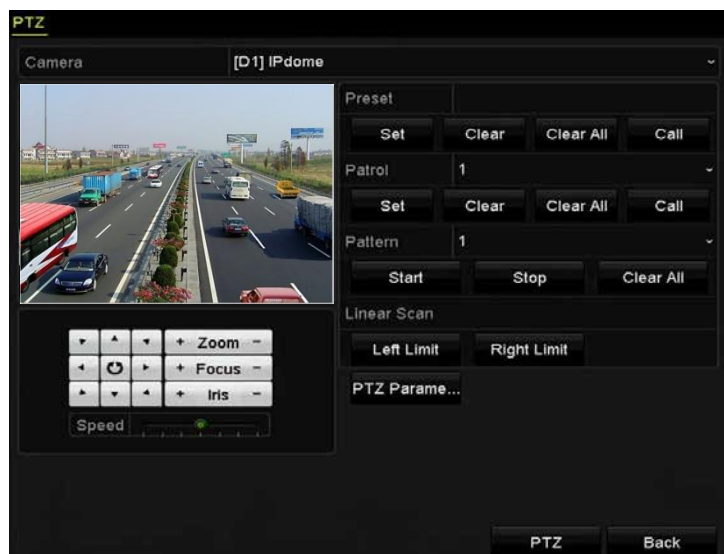 PTZ
Camera [D1] IPdome
Preset
Set Clear Clear All Call
Patrol 1
Set Clear Clear All Call
Pattern 1
Start Stop Clear All
Linear Scan
Left Limit Right Limit
PTZ Parame...
+ Zoom -
+ Focus -
+ Iris -
Speed
PTZ Back